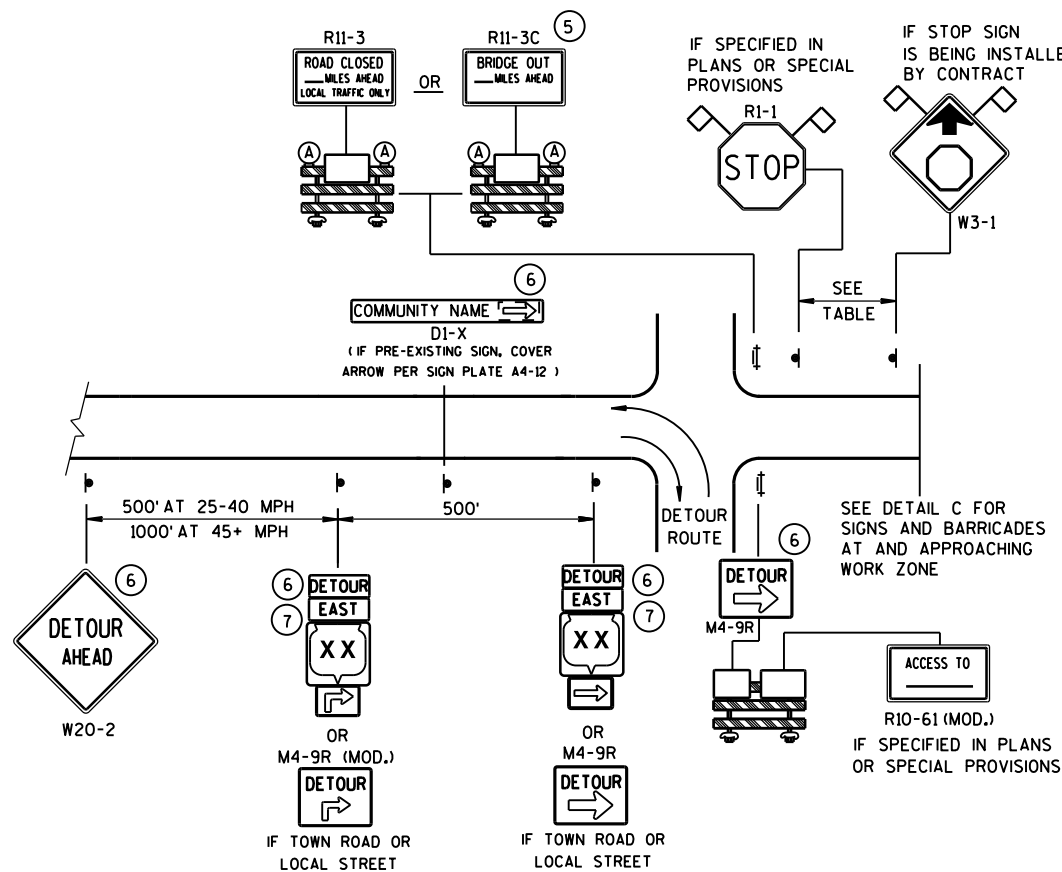 R11-3
ROAD CLOSED
___MILES AHEAD
LOCAL TRAFFIC ONLY
OR
R11-3C
5
BRIDGE OUT
___MILES AHEAD
A
A
A
A
IF SPECIFIED IN
PLANS OR SPECIAL
PROVISIONS
R1-1
STOP
IF STOP SIGN
IS BEING INSTALLE
BY CONTRACT
W3-1
SEE
TABLE
6
COMMUNITY NAME
D1-X
(IF PRE-EXISTING SIGN, COVER
ARROW PER SIGN PLATE A4-12 )
500' AT 25-40 MPH
1000' AT 45+ MPH
500'
DETOUR
ROUTE
SEE DETAIL C FOR
SIGNS AND BARRICADES
AT AND APPROACHING
WORK ZONE
6
DETOUR
AHEAD
W20-2
6
DETOUR
7
EAST
XX
OR
M4-9R (MOD.)
DETOUR
IF TOWN ROAD OR
LOCAL STREET
DETOUR
6
EAST
7
XX
OR
M4-9R
DETOUR
IF TOWN ROAD OR
LOCAL STREET
6
DETOUR
M4-9R
ACCESS TO
R10-61 (MOD.)
IF SPECIFIED IN PLANS
OR SPECIAL PROVISIONS